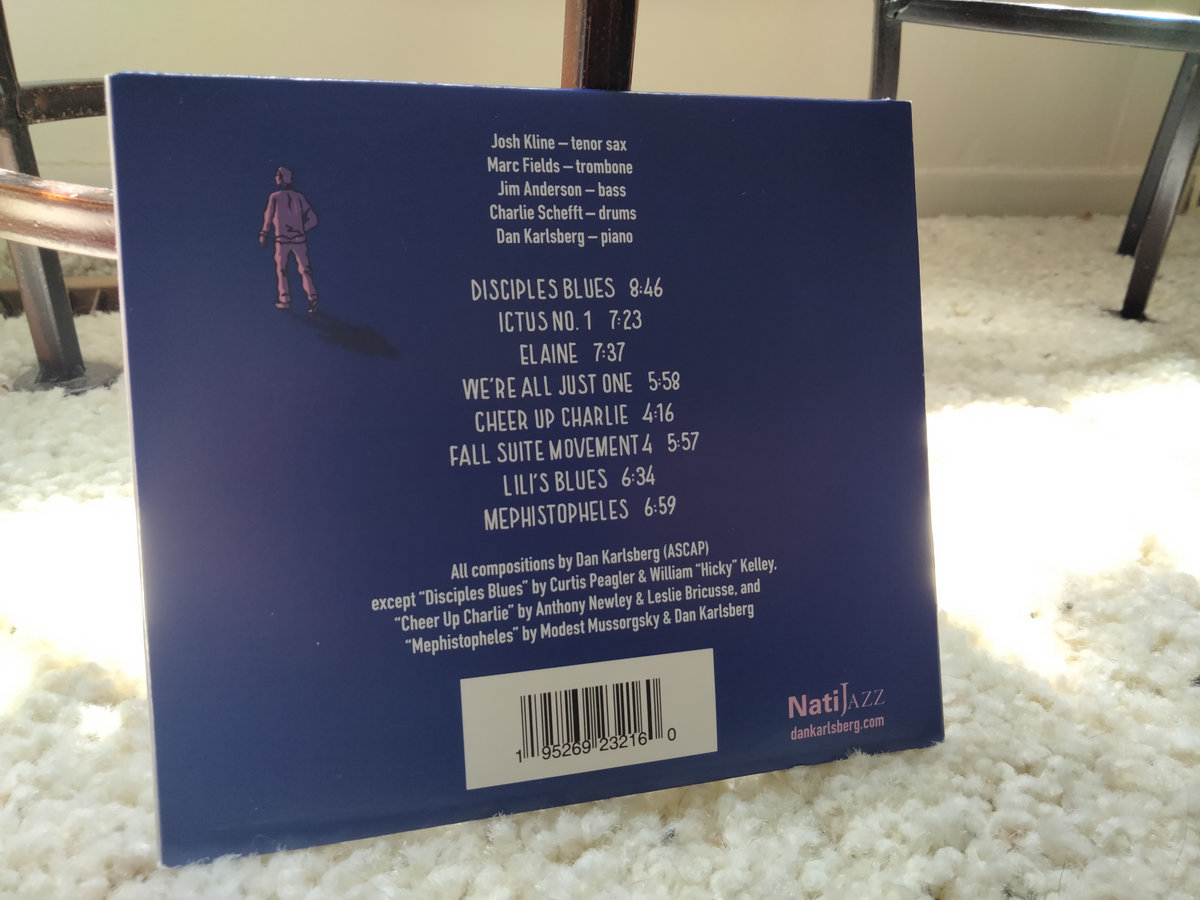 Josh Kline – tenor sax
Marc Fields – trombone
Jim Anderson – bass
Charlie Schefft – drums
Dan Karlsberg – piano
DISCIPLES BLUES 8:46
ICTUS NO. 1 7:23
ELAINE 7:37
WE'RE ALL JUST ONE 5:58
CHEER UP CHARLIE 4:16
FALL SUITE MOVEMENT 4 5:57
LILI'S BLUES 6:34
MEPHISTOPHELES 6:59
All compositions by Dan Karlsberg (ASCAP)
except "Disciples Blues" by Curtis Peagler & William "Hicky" Kelley,
"Cheer Up Charlie" by Anthony Newley & Leslie Bricusse, and
"Mephistopheles" by Modest Mussorgsky & Dan Karlsberg
1 95269 23216 0
NatiJAZZ
dankarlsberg.com